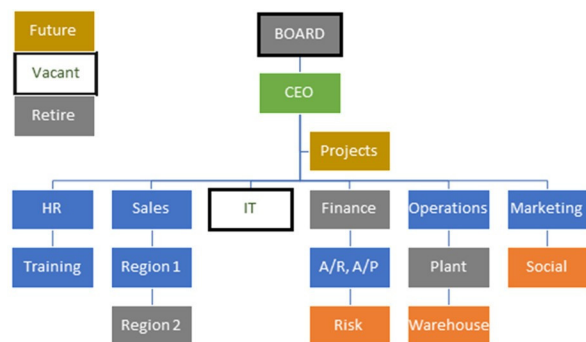 Future
Vacant
Retire
BOARD
CEO
Projects
HR
Sales
IT
Finance
Operations
Marketing
Training
Region 1
A/R, A/P
Plant
Social
Region 2
Risk
Warehouse